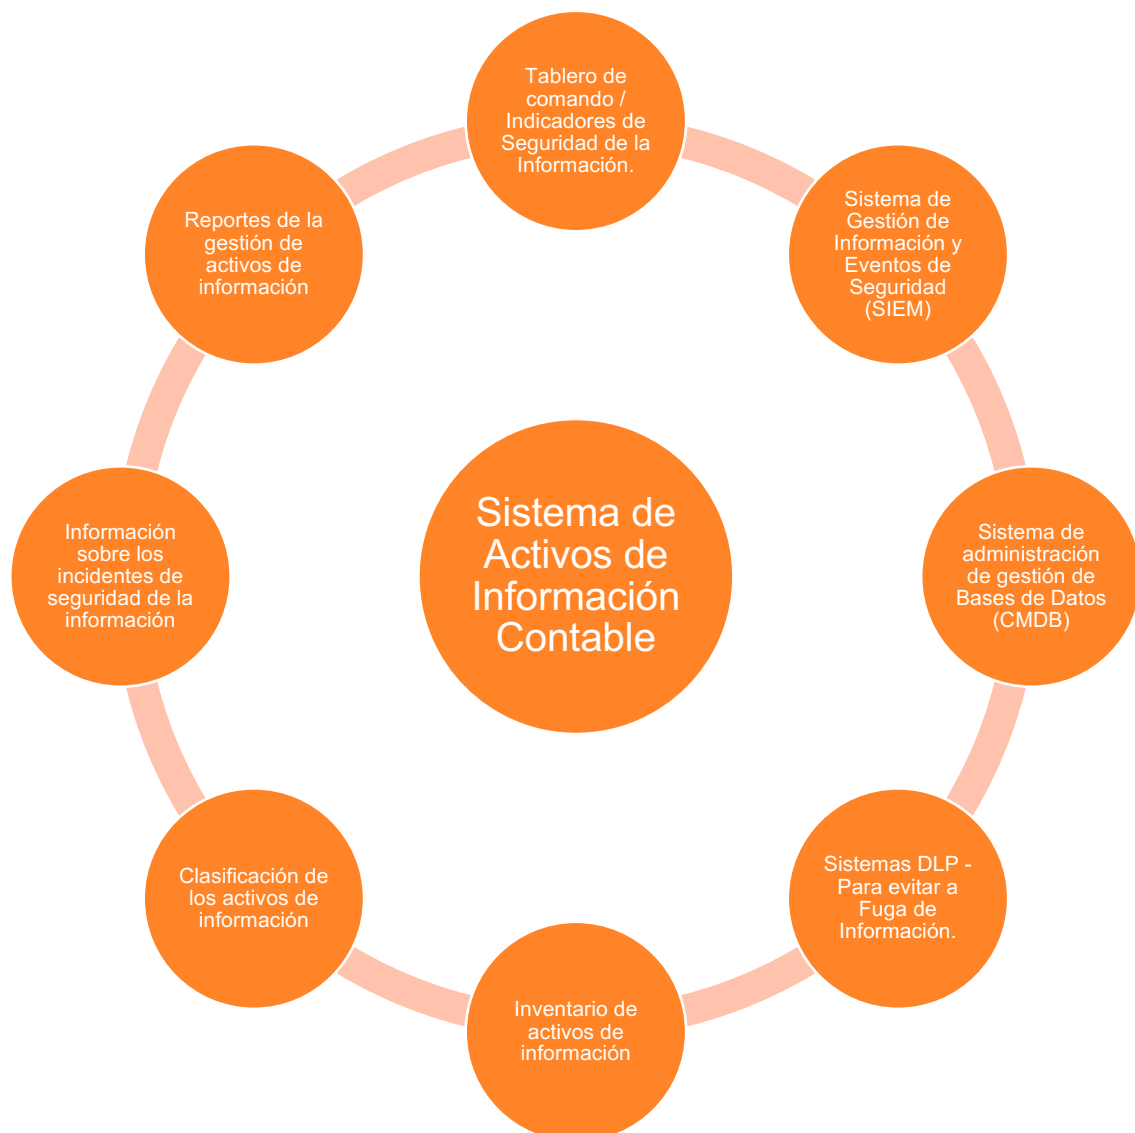 Tablero de
comando /
Indicadores de
Seguridad de la
Información.
Sistema de
Gestión de
Información y
Eventos de
Seguridad
(SIEM)
Sistema de
administración
de gestión de
Bases de Datos
(CMDB)
Sistemas DLP -
Para evitar a
Fuga de
Información.
Inventario de
activos de
información
Clasificación de
los activos de
información
Información
sobre los
incidentes de
seguridad de la
información
Reportes de la
gestión de
activos de
información
Sistema de
Activos de
Información
Contable